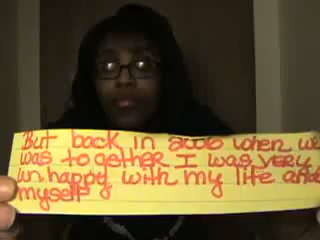 But back in 2006 when we
was together I was very
unhappy with my life and
myself